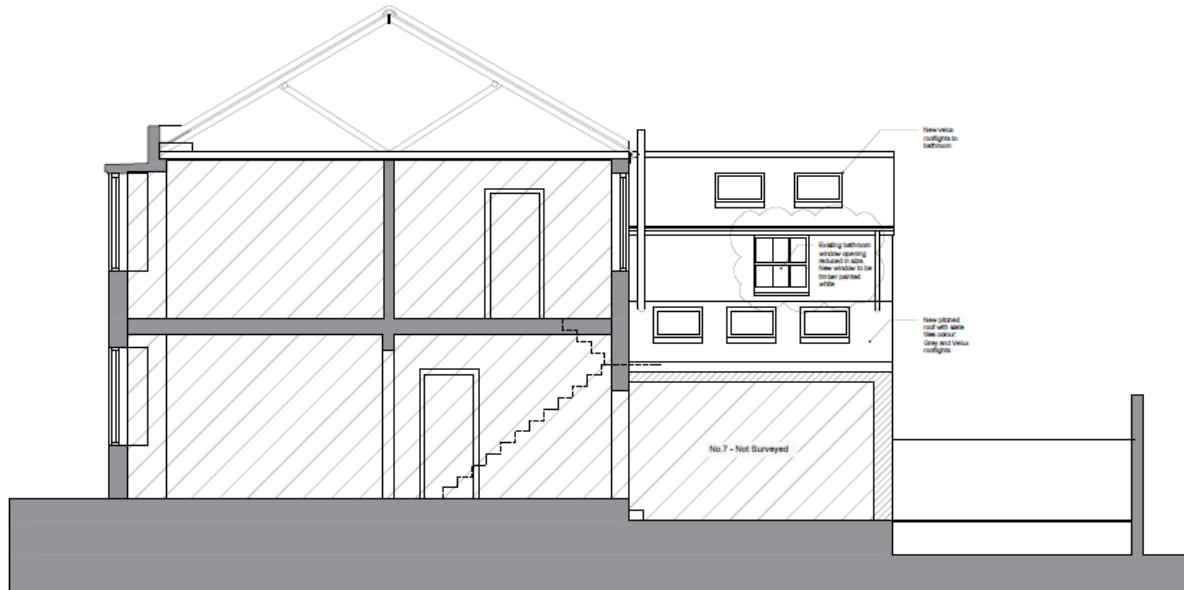 New velux
rooflights to
bathroom
Existing bathroom
window opening
reduced in size.
New window to be
timber painted
white
New pitched
roof with slate
tiles colour:
Grey and Velux
rooflights
No.7 - Not Surveyed